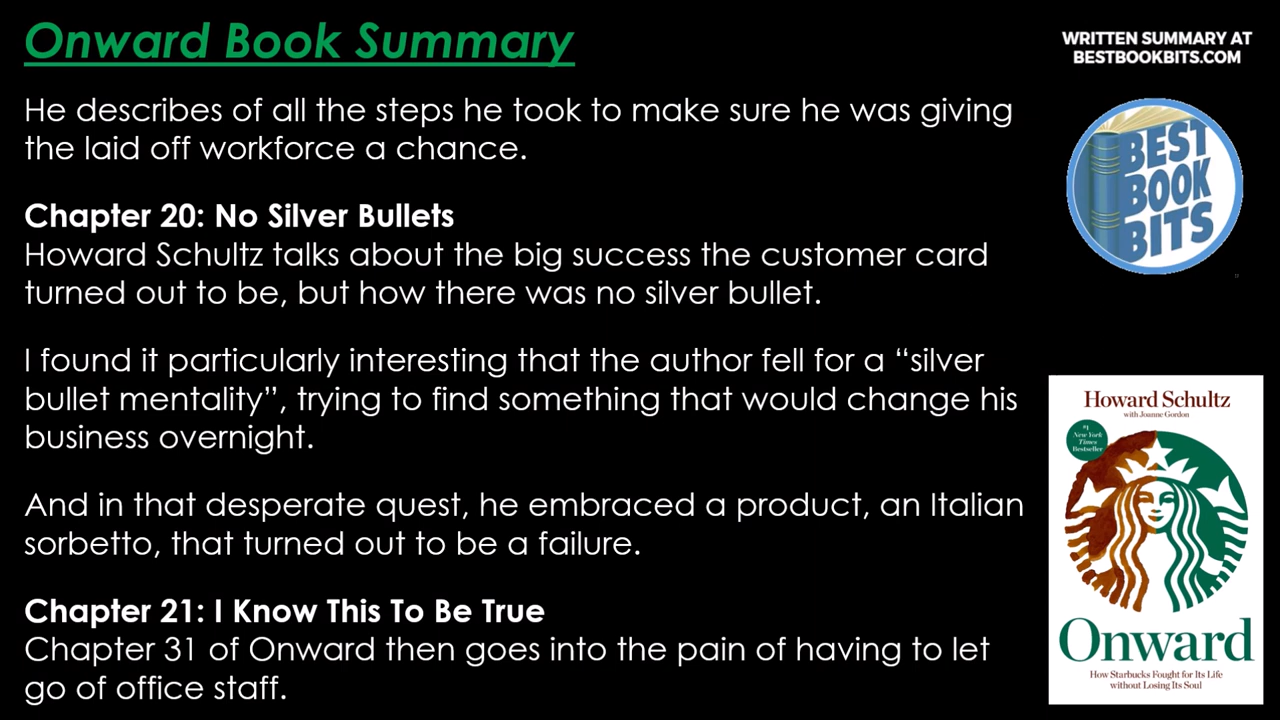 Onward Book Summary
WRITTEN SUMMARY AT
BESTBOOKBITS.COM
He describes of all the steps he took to make sure he was giving
the laid off workforce a chance.
Chapter 20: No Silver Bullets
Howard Schultz talks about the big success the customer card
turned out to be, but how there was no silver bullet.
I found it particularly interesting that the author fell for a “silver
bullet mentality”, trying to find something that would change his
business overnight.
And in that desperate quest, he embraced a product, an Italian
sorbetto, that turned out to be a failure.
Chapter 21: I Know This To Be True
Chapter 31 of Onward then goes into the pain of having to let
go of office staff.
BEST
BOOK
BITS
Howard Schultz
with Joanne Gordon
#1
New York
Times
Bestseller
Onward
How Starbucks Fought for Its Life
without Losing Its Soul